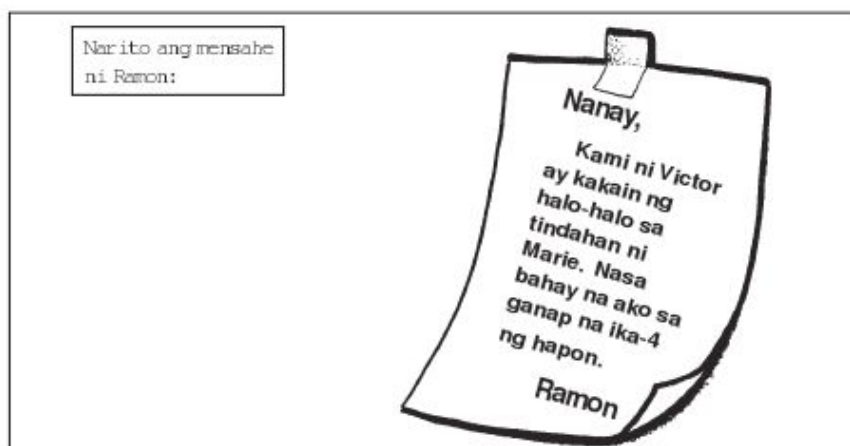 Narito ang mensahe
ni Ramon:
Nanay,
Kami ni Victor
ay kakain ng
halo-halo sa
tindahan ni
Marie. Nasa
bahay na ako sa
ganap na ika-4
ng hapon.
Ramon